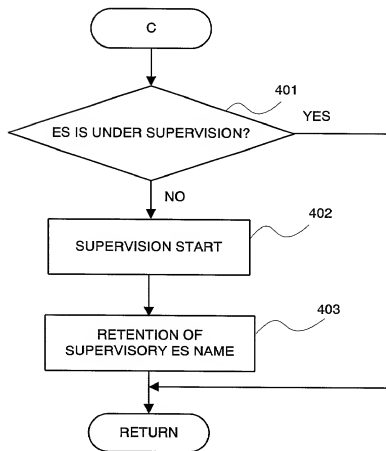 C
401
ES IS UNDER SUPERVISION?
YES
NO
402
SUPERVISION START
403
RETENTION OF
SUPERVISORY ES NAME
RETURN